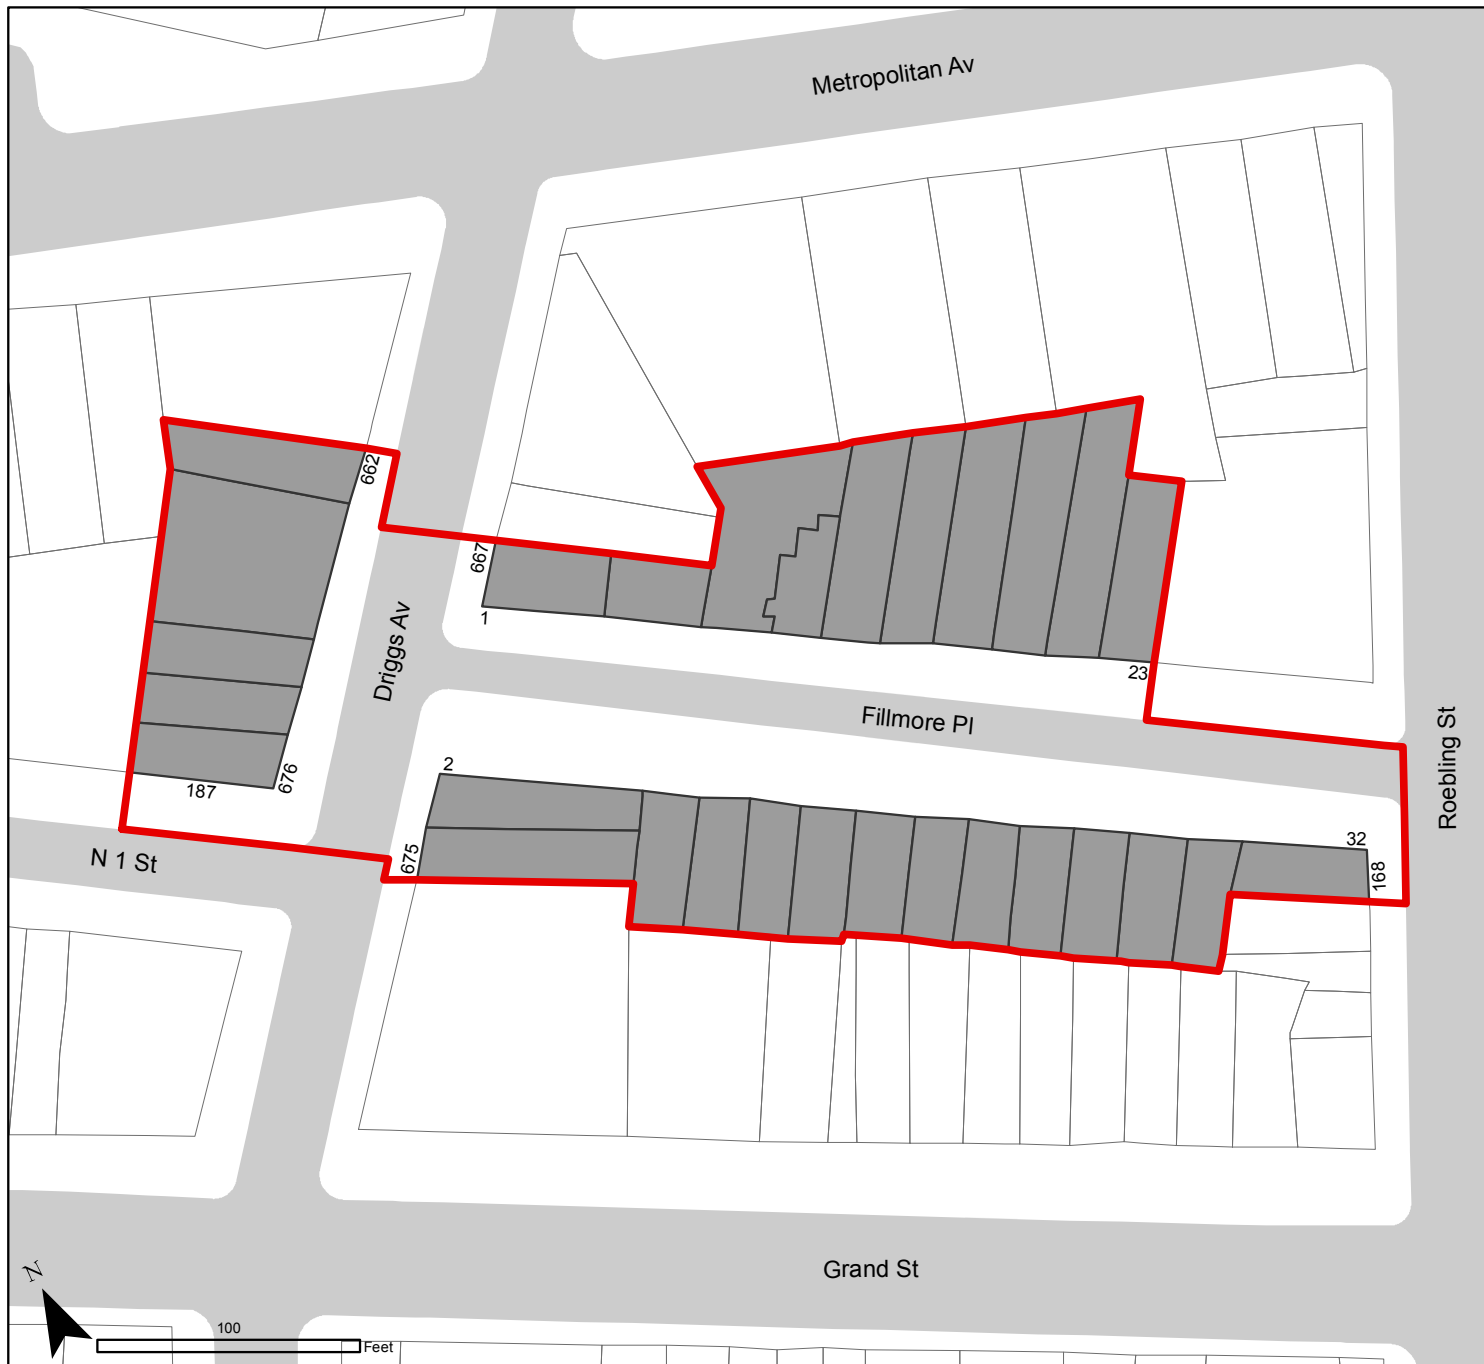 Metropolitan Av
662
667
1
Driggs Av
23
Fillmore Pl
Roebling St
2
187
676
675
32
168
N 1 St
Grand St
N
100
Feet